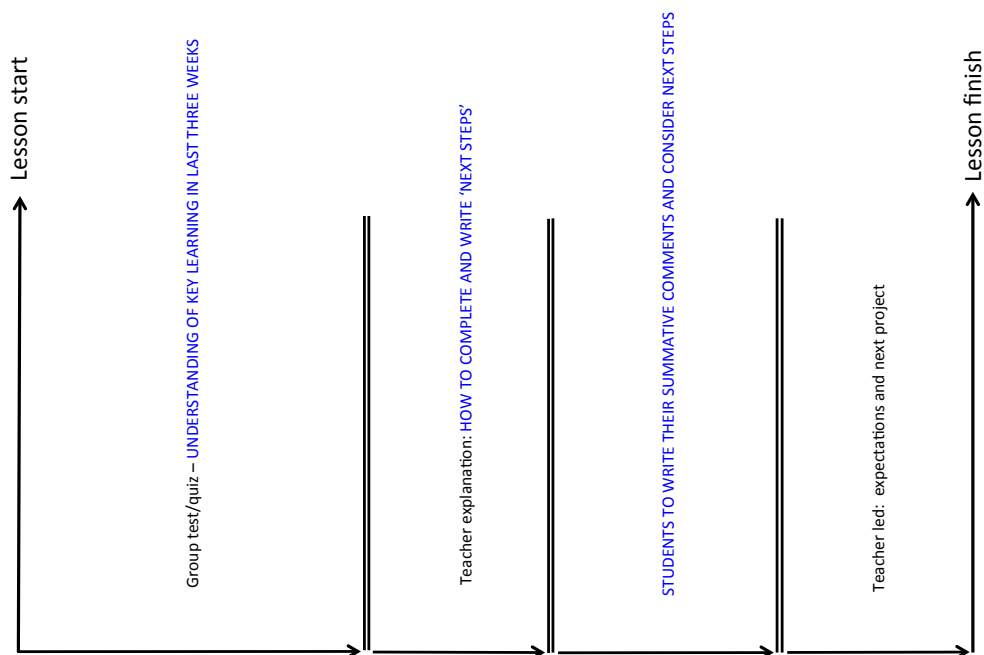 Lesson start
Group test/quiz – UNDERSTANDING OF KEY LEARNING IN LAST THREE WEEKS
Teacher explanation: HOW TO COMPLETE AND WRITE ‘NEXT STEPS’
STUDENTS TO WRITE THEIR SUMMATIVE COMMENTS AND CONSIDER NEXT STEPS
Teacher led: expectations and next project
Lesson finish